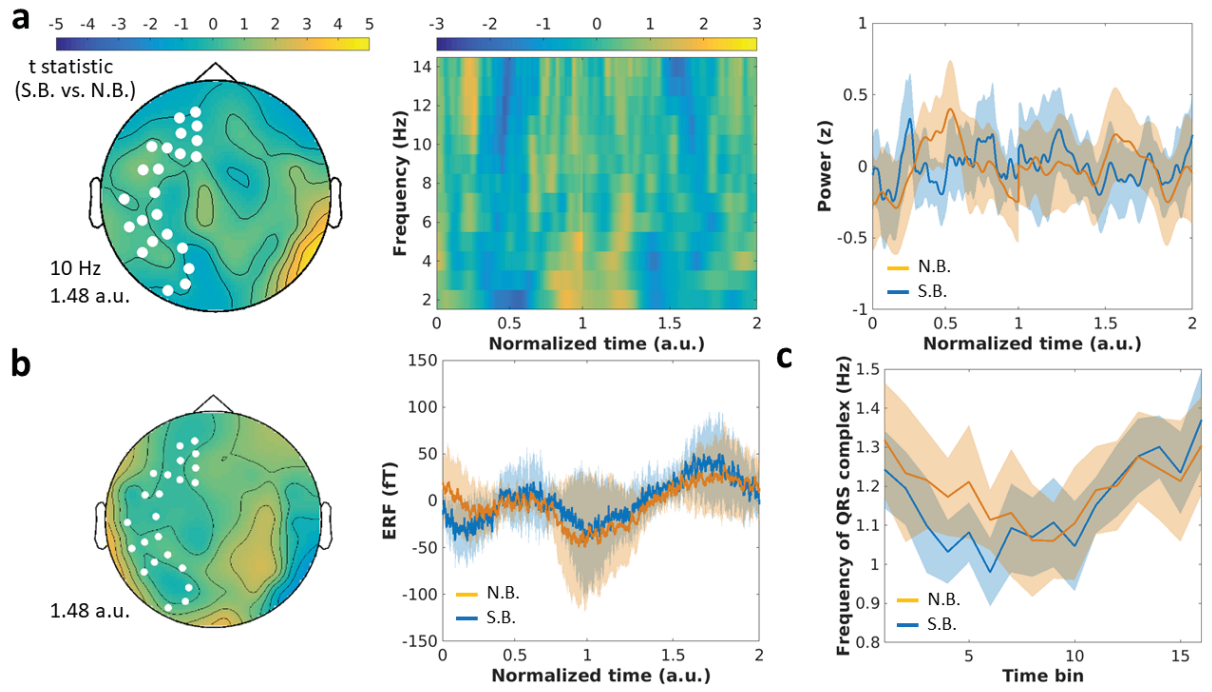 a
-5 -4 -3 -2 -1 0 1 2 3 4 5
t statistic
(S.B. vs. N.B.)
10 Hz
1.48 a.u.
-3 -2 -1 0 1 2 3
Frequency (Hz)
14
12
10
8
6
4
2
0 0.5 1 1.5 2
Normalized time (a.u.)
Power (z)
1
0.5
0
-0.5
-1
N.B.
S.B.
0 0.5 1 1.5 2
Normalized time (a.u.)
b
1.48 a.u.
ERF (fT)
150
100
50
0
-50
-100
-150
N.B.
S.B.
0 0.5 1 1.5 2
Normalized time (a.u.)
c
Frequency of QRS complex (Hz)
1.5
1.4
1.3
1.2
1.1
1
0.9
0.8
N.B.
S.B.
5 10 15
Time bin